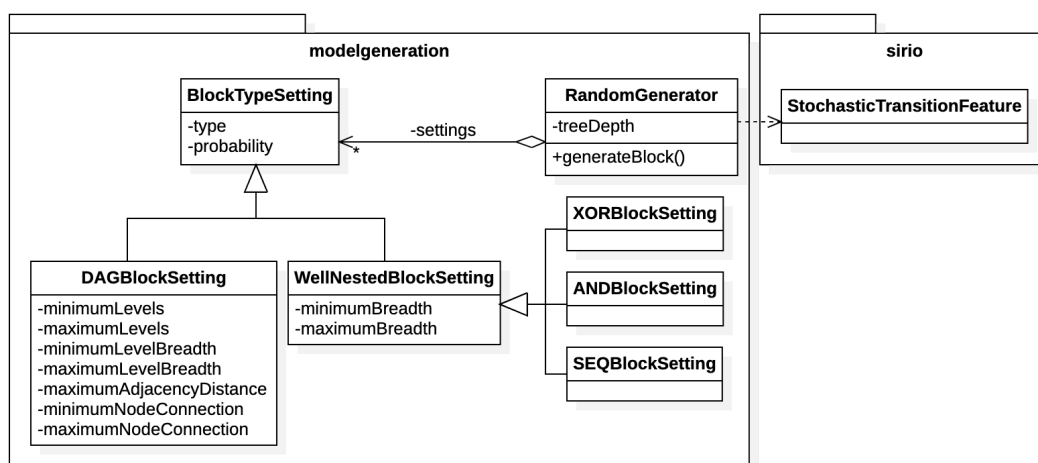 modelgeneration
sirio
BlockTypeSetting
-type
-probability
-settings
*
RandomGenerator
-treeDepth
+generateBlock()
StochasticTransitionFeature
DAGBlockSetting
-minimumLevels
-maximumLevels
-minimumLevelBreadth
-maximumLevelBreadth
-maximumAdjacencyDistance
-minimumNodeConnection
-maximumNodeConnection
WellNestedBlockSetting
-minimumBreadth
-maximumBreadth
XORBlockSetting
ANDBlockSetting
SEQBlockSetting